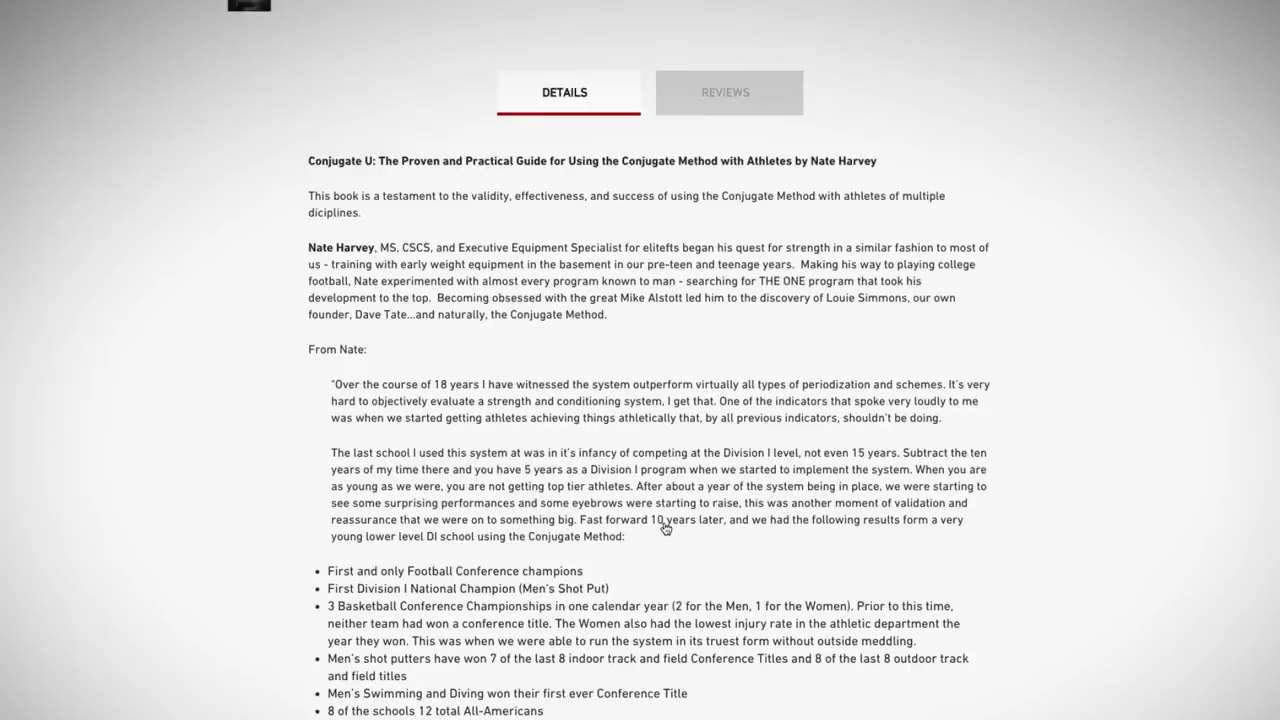 DETAILS
REVIEWS
Conjugate U: The Proven and Practical Guide for Using the Conjugate Method with Athletes by Nate Harvey
This book is a testament to the validity, effectiveness, and success of using the Conjugate Method with athletes of multiple
diciplines.
Nate Harvey, MS, CSCS, and Executive Equipment Specialist for elitefts began his quest for strength in a similar fashion to most of
us - training with early weight equipment in the basement in our pre-teen and teenage years. Making his way to playing college
football, Nate experimented with almost every program known to man - searching for THE ONE program that took his
development to the top. Becoming obsessed with the great Mike Alstott led him to the discovery of Louie Simmons, our own
founder, Dave Tate...and naturally, the Conjugate Method.
From Nate:
"Over the course of 18 years I have witnessed the system outperform virtually all types of periodization and schemes. It's very
hard to objectively evaluate a strength and conditioning system, I get that. One of the indicators that spoke very loudly to me
was when we started getting athletes achieving things athletically that, by all previous indicators, shouldn't be doing.
The last school I used this system at was in it's infancy of competing at the Division I level, not even 15 years. Subtract the ten
years of my time there and you have 5 years as a Division I program when we started to implement the system. When you are
as young as we were, you are not getting top tier athletes. After about a year of the system being in place, we were starting to
see some surprising performances and some eyebrows were starting to raise, this was another moment of validation and
reassurance that we were on to something big. Fast forward 10 years later, and we had the following results form a very
young lower level DI school using the Conjugate Method:
• First and only Football Conference champions
• First Division I National Champion (Men's Shot Put)
• 3 Basketball Conference Championships in one calendar year (2 for the Men, 1 for the Women). Prior to this time,
neither team had won a conference title. The Women also had the lowest injury rate in the athletic department the
year they won. This was when we were able to run the system in its truest form without outside meddling.
• Men's shot putters have won 7 of the last 8 indoor track and field Conference Titles and 8 of the last 8 outdoor track
and field titles
• Men's Swimming and Diving won their first ever Conference Title
• 8 of the schools 12 total All-Americans